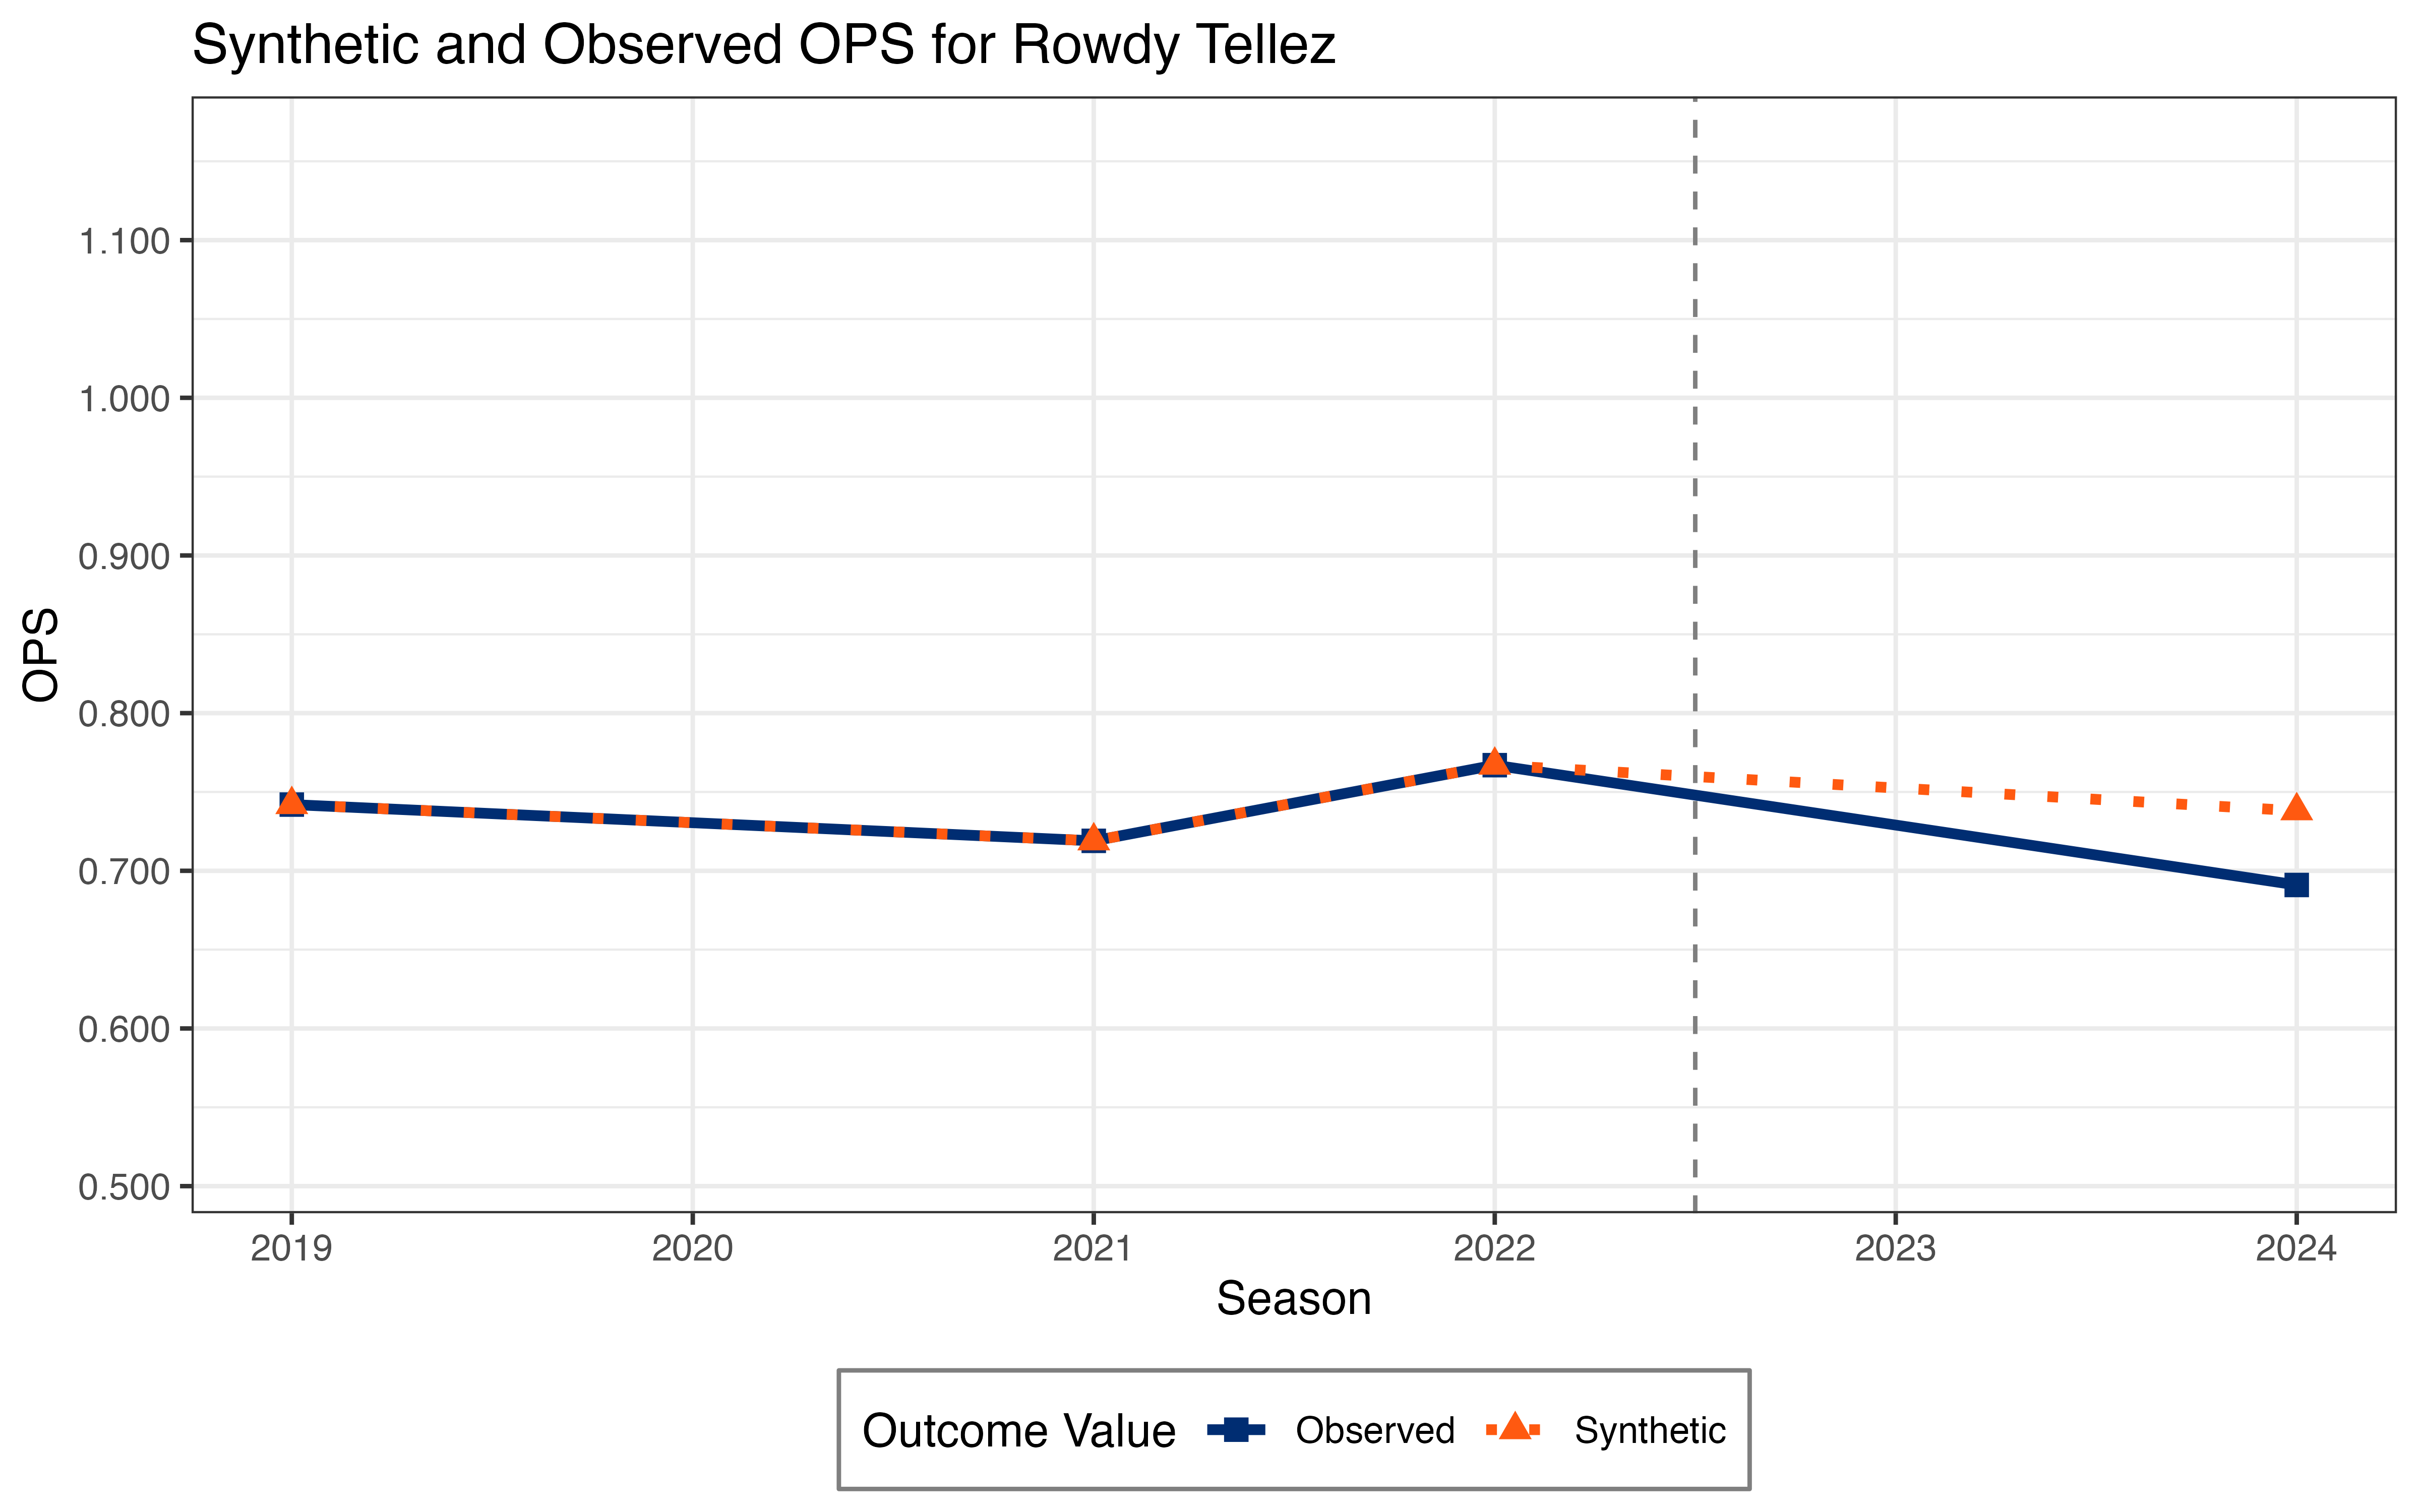 Synthetic and Observed OPS for Rowdy Tellez
1.100
1.000
0.900
0.800
0.700
0.600
0.500
OPS
2019 2020 2021 2022 2023 2024
Season
Outcome Value Observed Synthetic